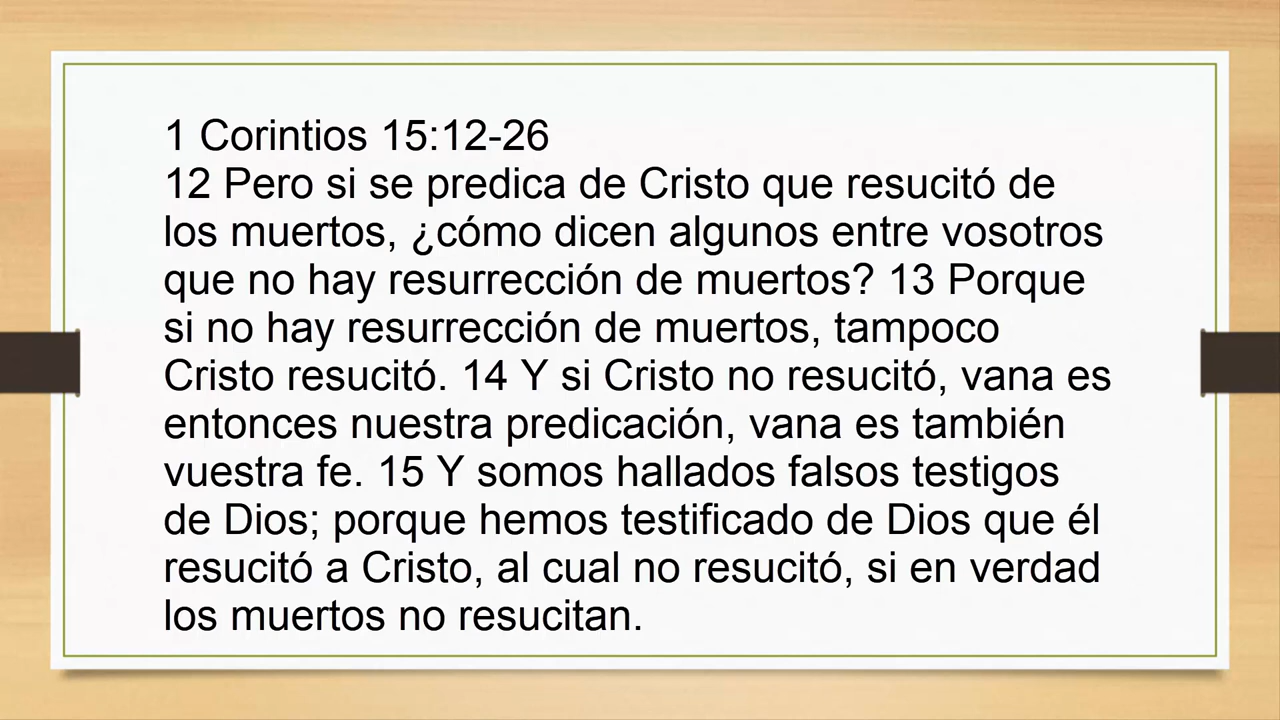 1 Corintios 15:12-26
12 Pero si se predica de Cristo que resucitó de
los muertos, ¿cómo dicen algunos entre vosotros
que no hay resurrección de muertos? 13 Porque
si no hay resurrección de muertos, tampoco
Cristo resucitó. 14 Y si Cristo no resucitó, vana es
entonces nuestra predicación, vana es también
vuestra fe. 15 Y somos hallados falsos testigos
de Dios; porque hemos testificado de Dios que él
resucitó a Cristo, al cual no resucitó, si en verdad
los muertos no resucitan.